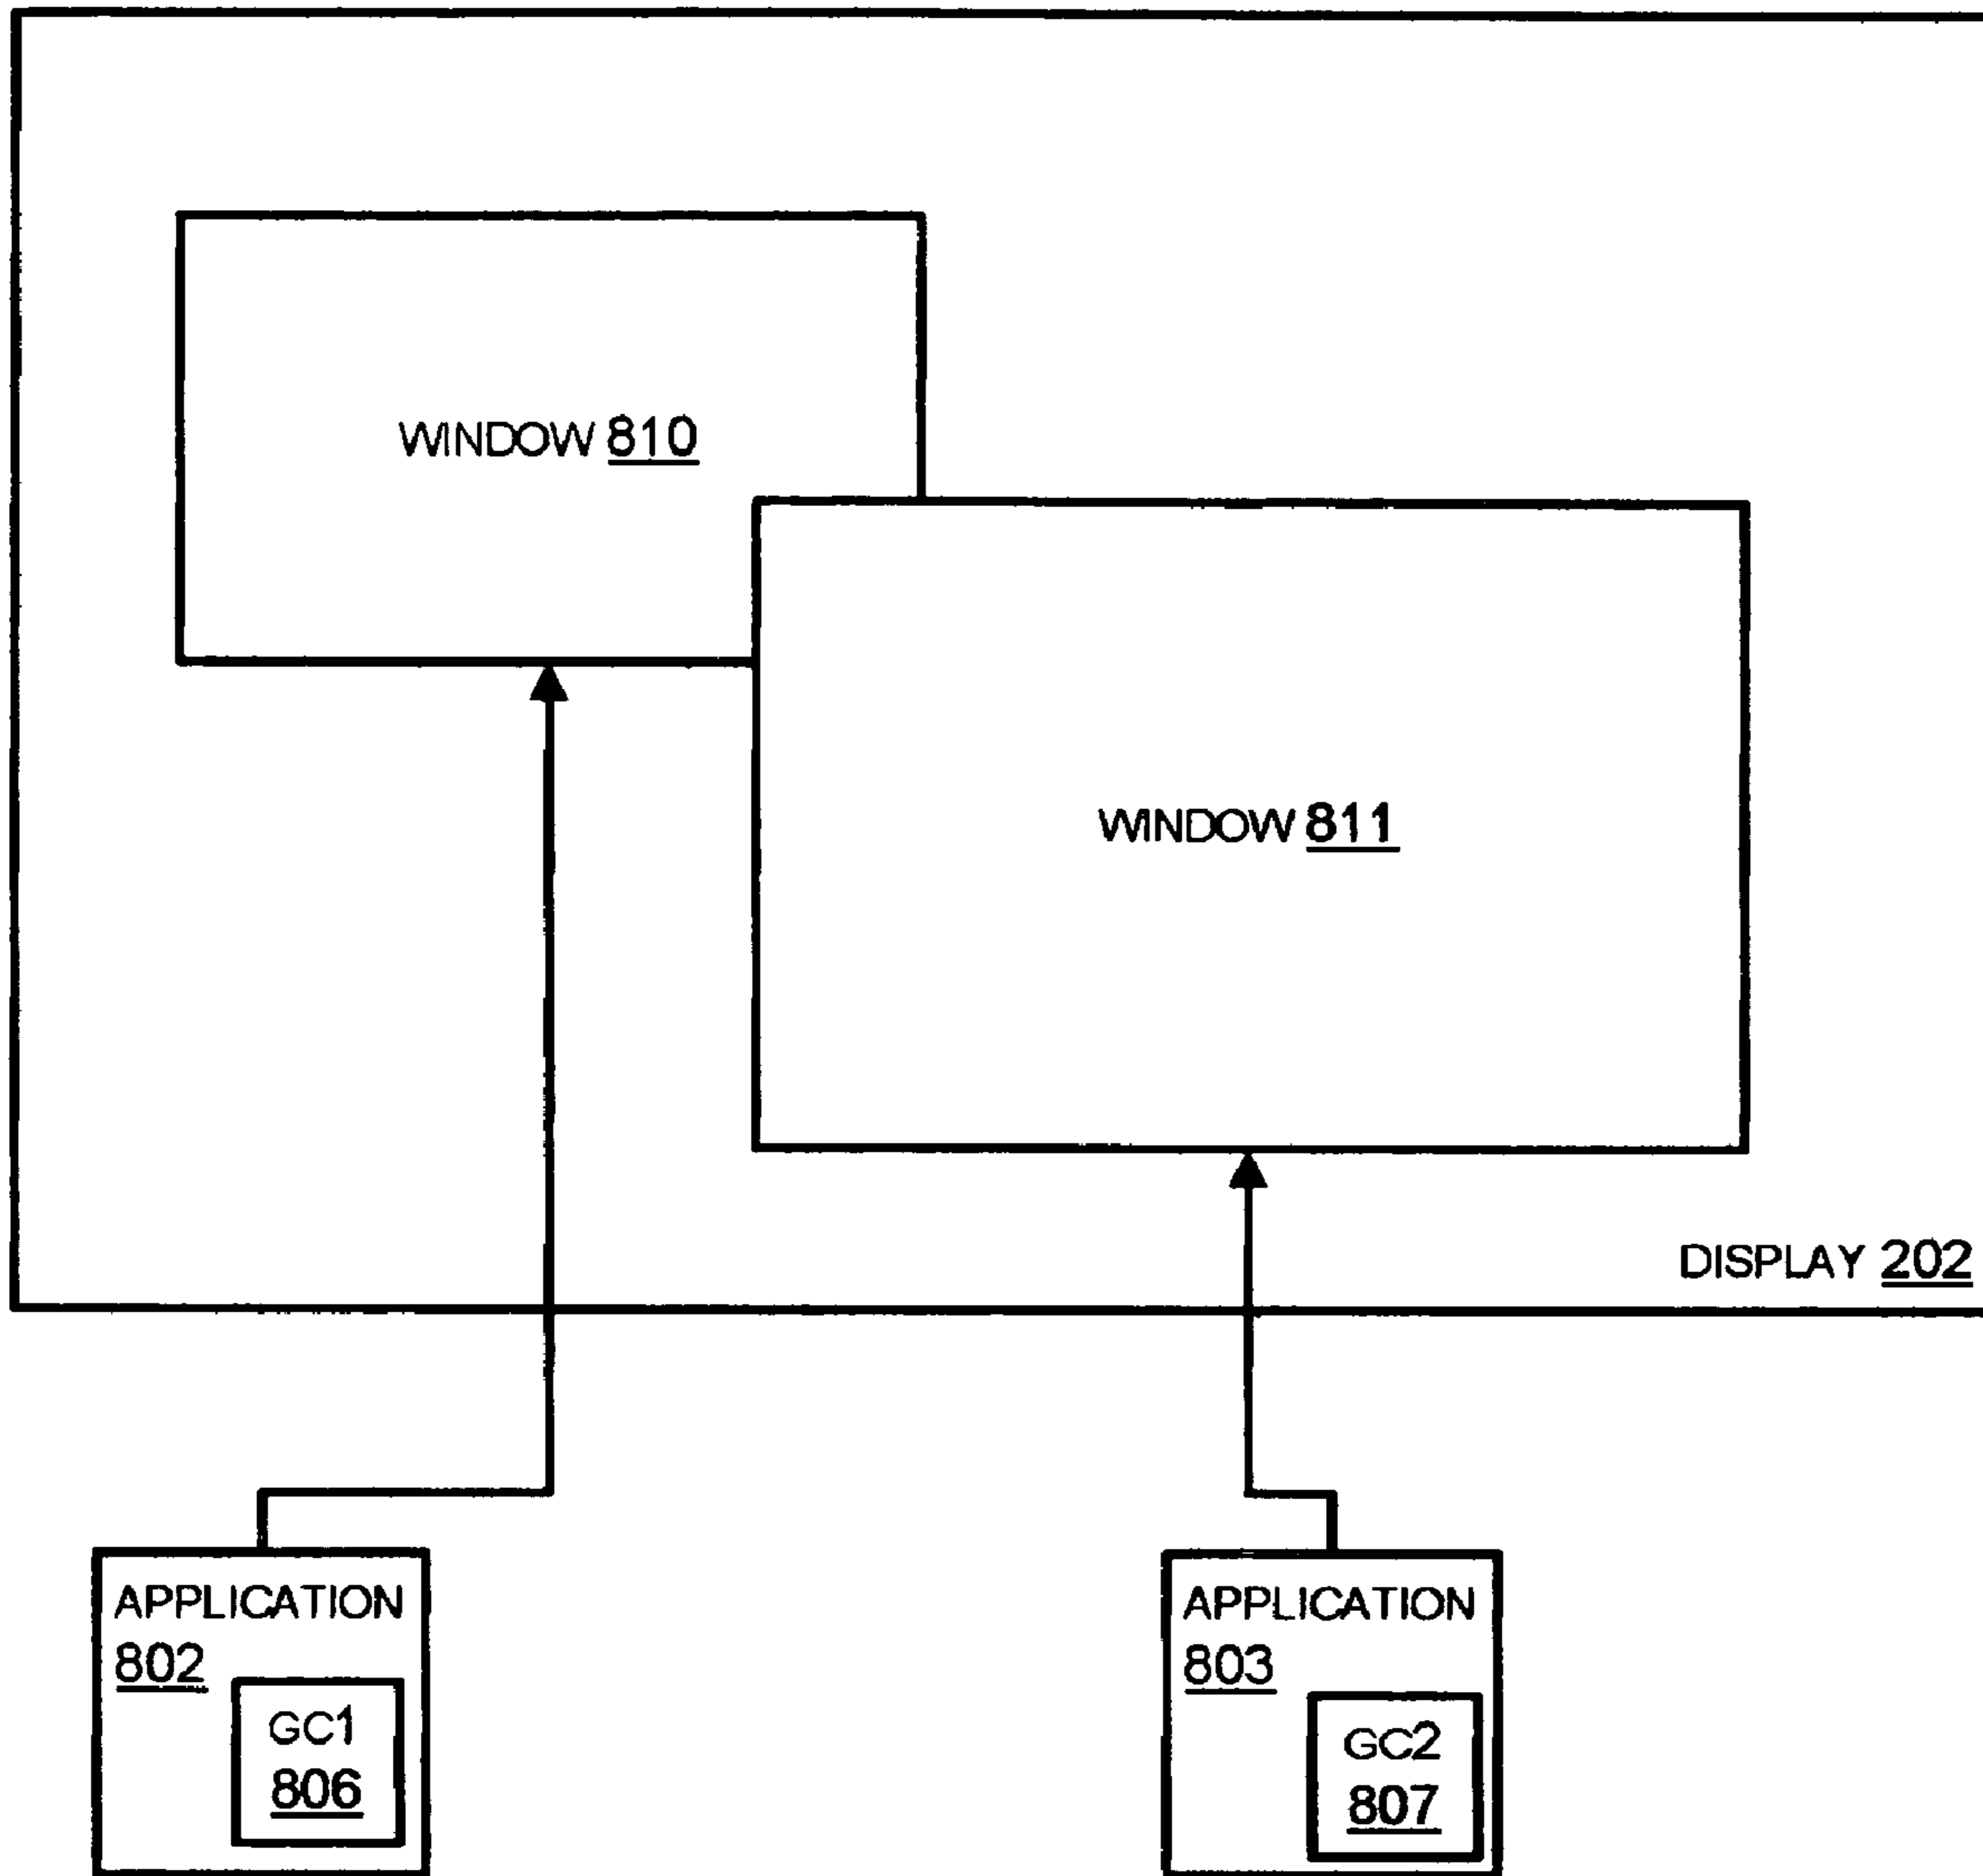 WINDOW 810
WINDOW 811
DISPLAY 202
APPLICATION
802
GC1
806
APPLICATION
803
GC2
807